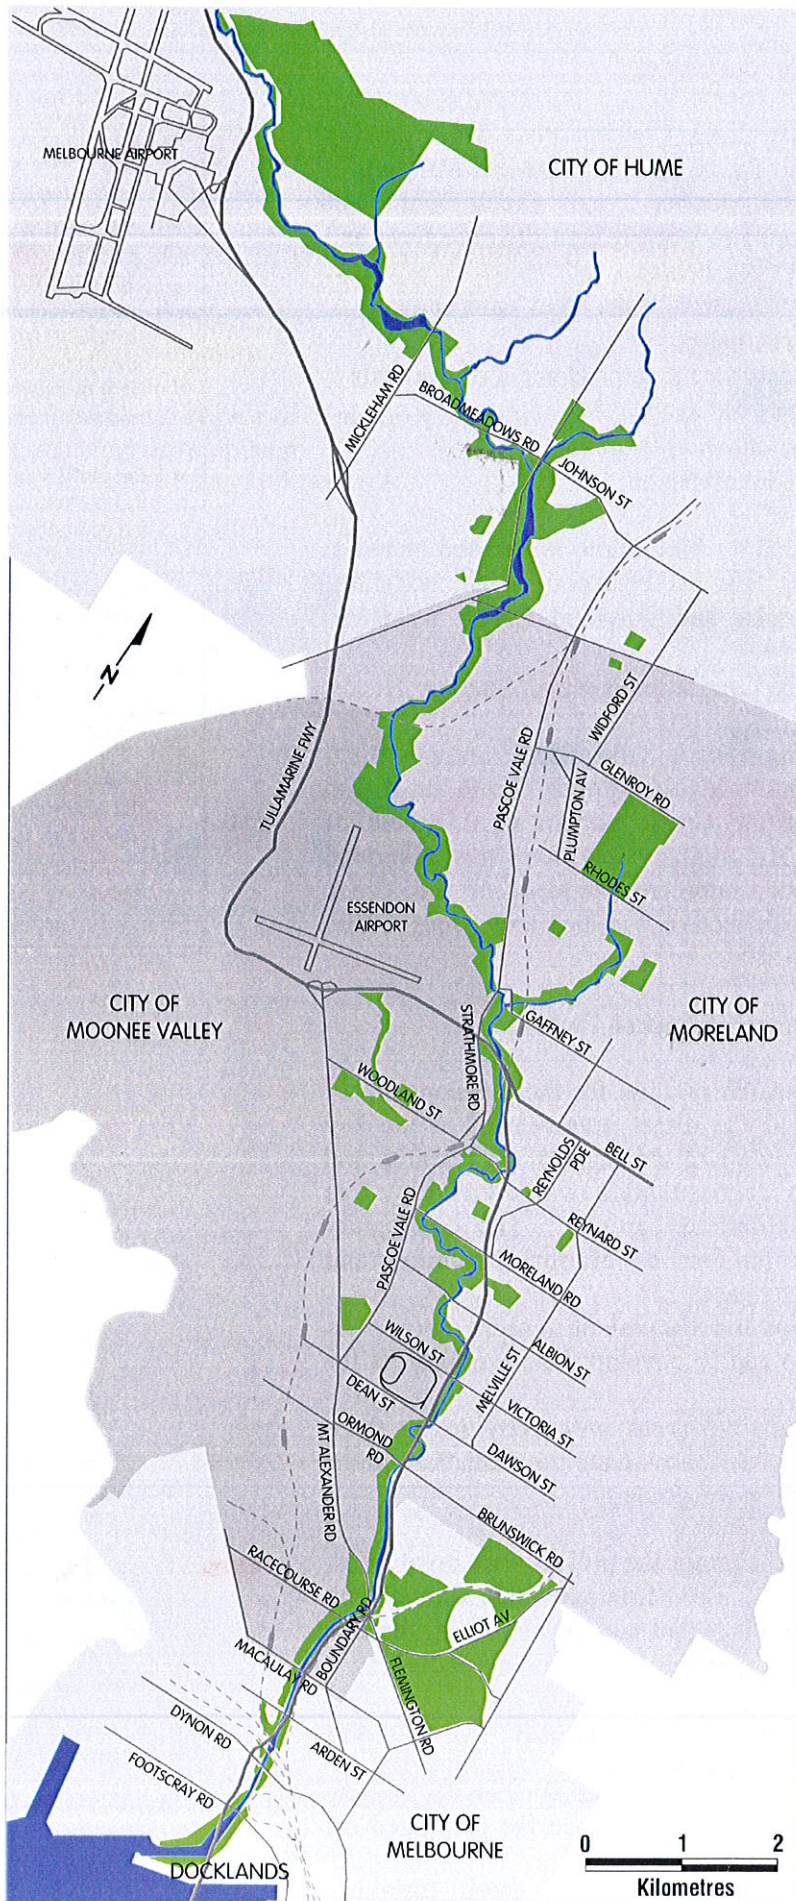 MELBOURNE AIRPORT
CITY OF HUME
MICKLEHAM RD
BROADMEADOWS RD
JOHNSON ST
N
TULLAMARINE FWY
PASCOE VALE RD
WIDFORD ST
GLENROY RD
PLUMPTON AV
RHODES ST
ESSENDON
AIRPORT
CITY OF
MOONEE VALLEY
CITY OF
MORELAND
STRATHMORE RD
GAFFNEY ST
WOODLAND ST
BELL ST
REYNOLDS
PDE
REYNARD ST
PASCOE VALE RD
MORELAND RD
WILSON ST
ALBION ST
MELVILLE ST
DEAN ST
VICTORIA ST
ORMOND
RD
DAWSON ST
MT ALEXANDER RD
BRUNSWICK RD
RACECOURSE RD
BOUNDARY RD
ELLIOT AV
MACAULAY RD
FLEMINGTON RD
DYNON RD
ARDEN ST
FOOTSCRAY RD
CITY OF
MELBOURNE
DOCKLANDS
0 1 2
Kilometres